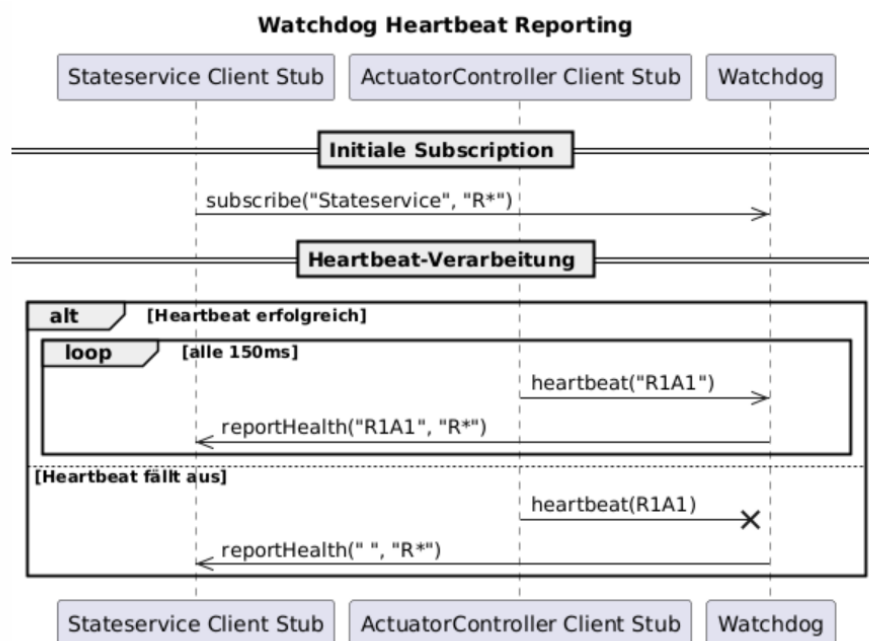 Watchdog Heartbeat Reporting
Stateservice Client Stub ActuatorController Client Stub Watchdog
Initiale Subscription
subscribe("Stateservice", "R*")
Heartbeat-Verarbeitung
alt [Heartbeat erfolgreich]
loop [alle 150ms]
heartbeat("R1A1")
reportHealth("R1A1", "R*")
[Heartbeat fällt aus]
heartbeat(R1A1)
reportHealth(" ", "R*")
Stateservice Client Stub ActuatorController Client Stub Watchdog